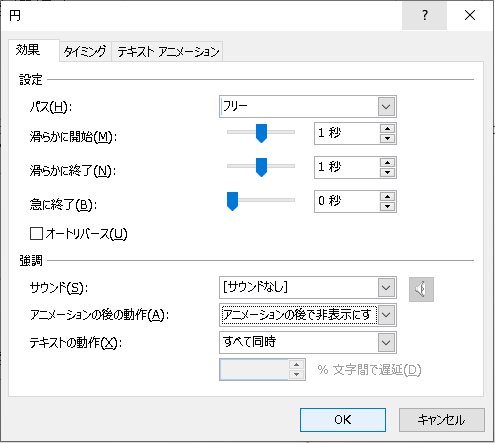 円
?
効果 タイミング テキスト アニメーション
設定
パス(H): フリー
滑らかに開始(M): 1 秒
滑らかに終了(N): 1 秒
急に終了(B): 0 秒
オートリバース(U)
強調
サウンド(S): [サウンドなし]
アニメーションの後の動作(A): アニメーションの後で非表示にす
テキストの動作(X): すべて同時
% 文字間で遅延(D)
OK キャンセル